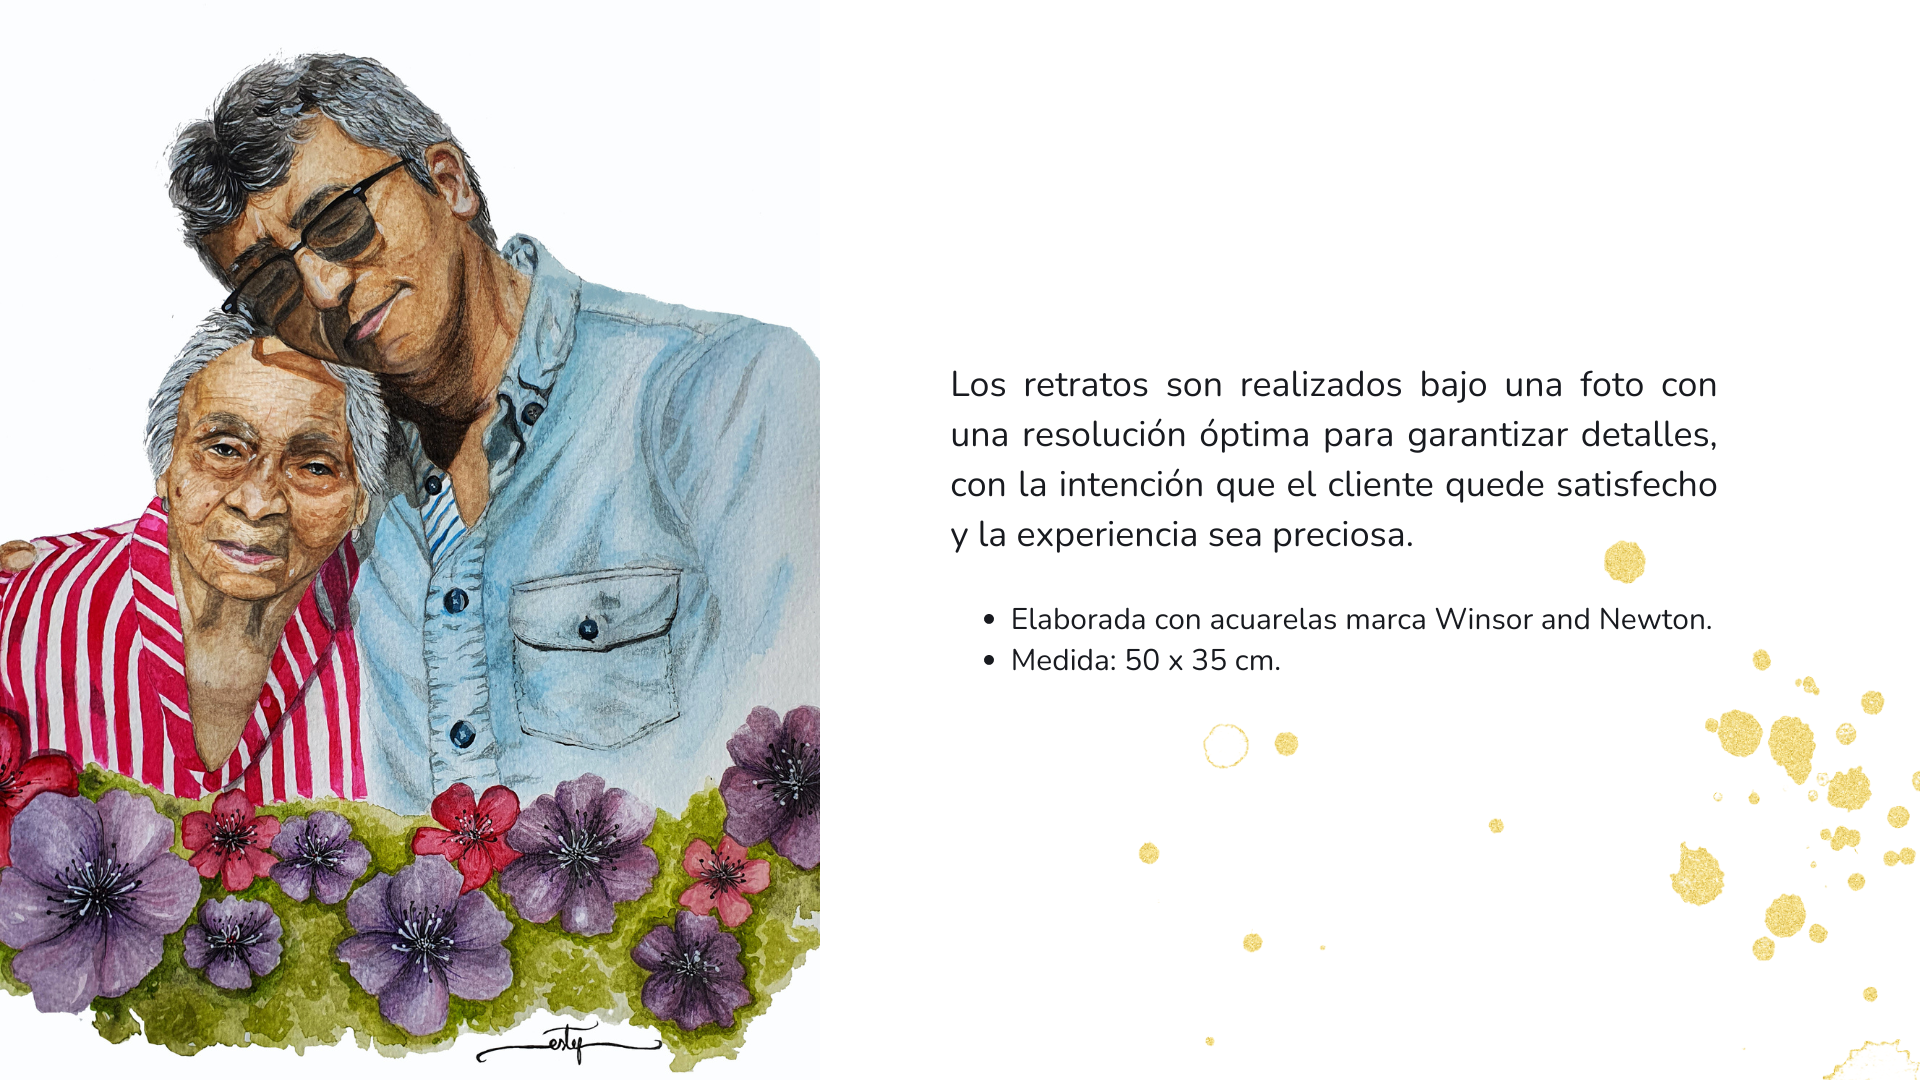 Los retratos son realizados bajo una foto con
una resolución óptima para garantizar detalles,
con la intención que el cliente quede satisfecho
y la experiencia sea preciosa.
• Elaborada con acuarelas marca Winsor and Newton.
• Medida: 50 x 35 cm.
estef